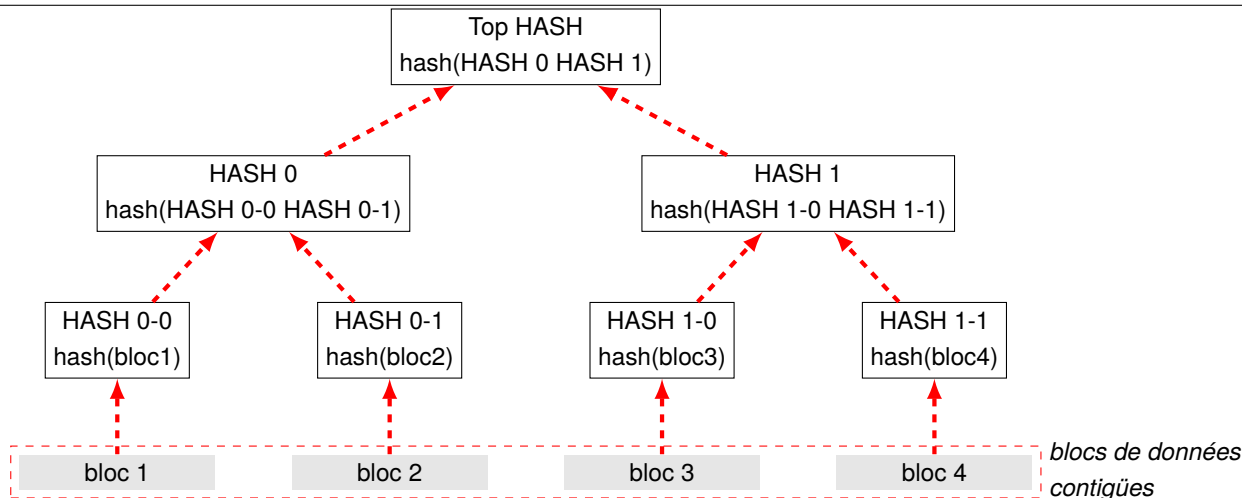 Top HASH
hash(HASH 0 HASH 1)
HASH 0
hash(HASH 0-0 HASH 0-1)
HASH 1
hash(HASH 1-0 HASH 1-1)
HASH 0-0
hash(bloc1)
HASH 0-1
hash(bloc2)
HASH 1-0
hash(bloc3)
HASH 1-1
hash(bloc4)
bloc 1
bloc 2
bloc 3
bloc 4
blocs de données
contigües